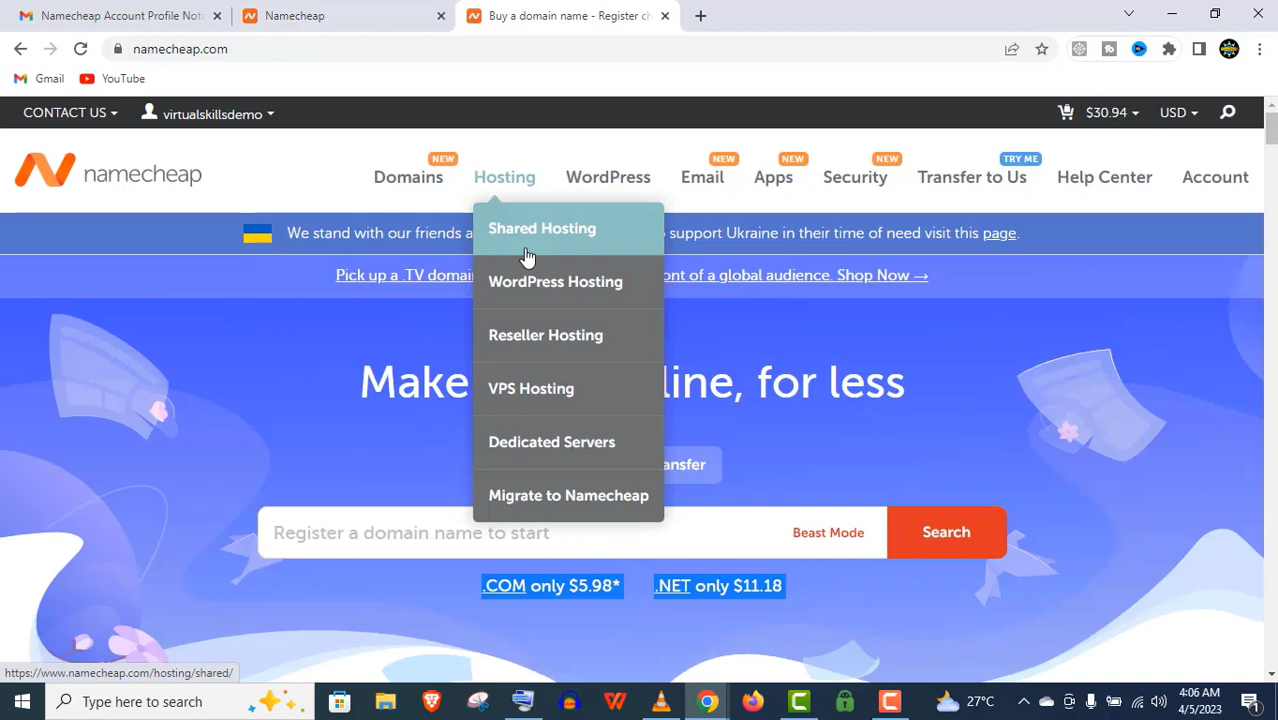 Namecheap Account Profile Not
Namecheap
Buy a domain name - Register ch
namecheap.com
Gmail
YouTube
CONTACT US
virtualskillsdemo
$30.94
USD
namecheap
NEW
NEW
NEW
NEW
TRY ME
Domains
Hosting
WordPress
Email
Apps
Security
Transfer to Us
Help Center
Account
Shared Hosting
WordPress Hosting
Reseller Hosting
VPS Hosting
Dedicated Servers
Migrate to Namecheap
We stand with our friends a support Ukraine in their time of need visit this page.
Pick up a .TV domai nt of a global audience. Shop Now →
Make line, for less
ansfer
Register a domain name to start
Beast Mode
Search
.COM only $5.98*
.NET only $11.18
https://www.namecheap.com/hosting/shared/
Type here to search
27°C
4:06 AM
4/5/2023
1